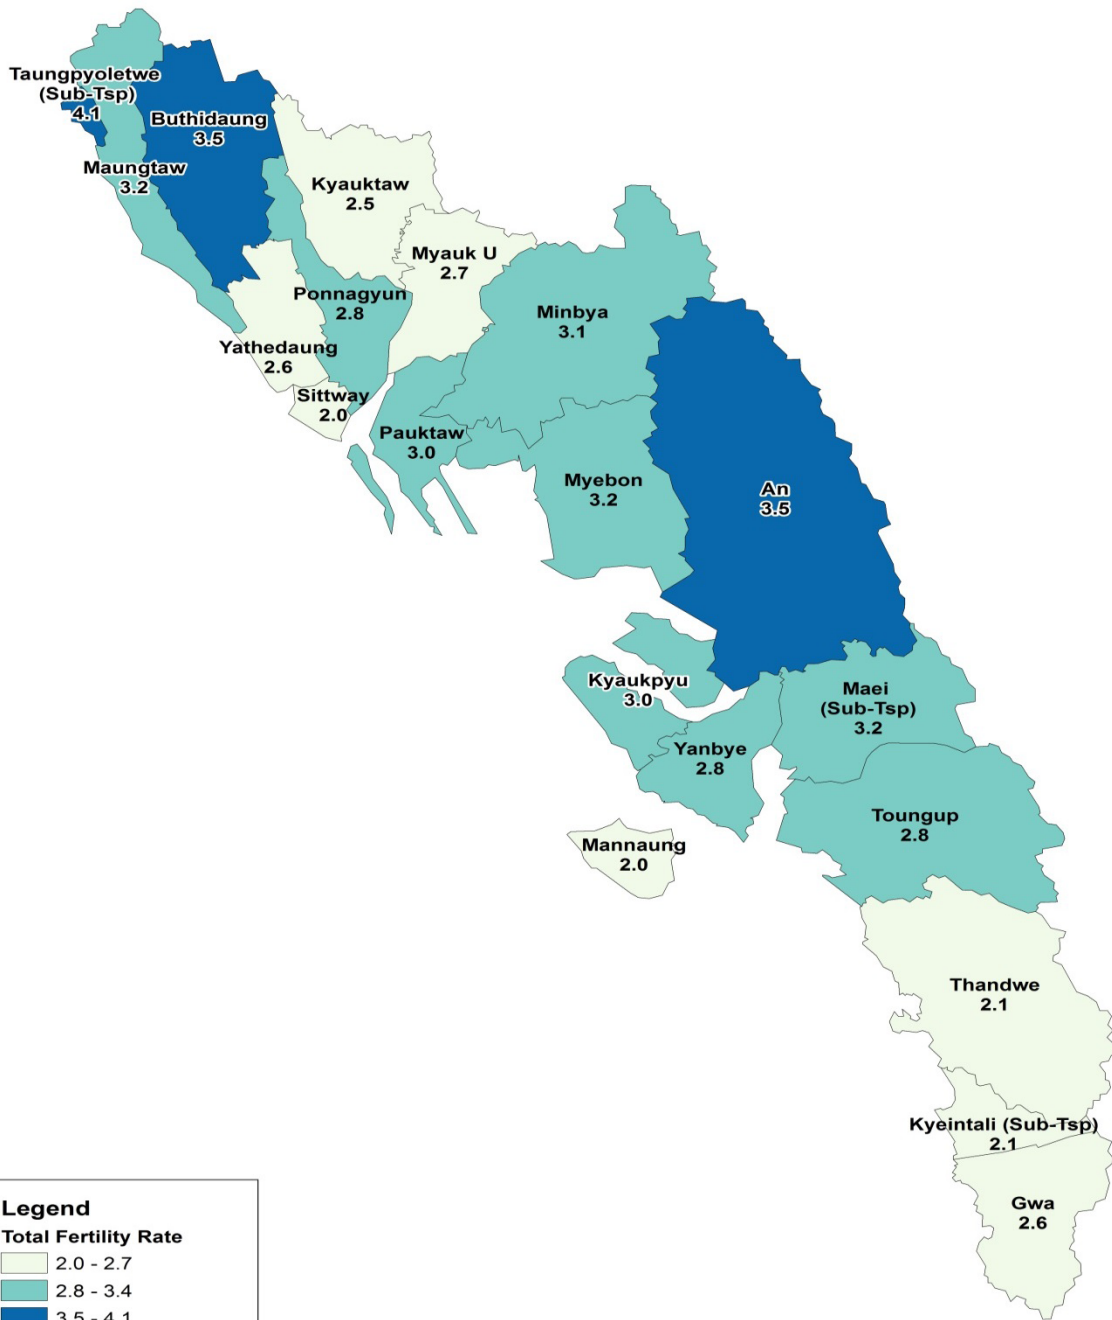 Taungpyoletwe
(Sub-Tsp)
4.1
Buthidaung
3.5
Maungtaw
3.2
Kyauktaw
2.5
Myauk U
2.7
Ponnagyun
2.8
Minbya
3.1
Yathedaung
2.6
Sittway
2.0
Pauktaw
3.0
Myebon
3.2
An
3.5
Kyaukpyu
3.0
Maei
(Sub-Tsp)
3.2
Yanbye
2.8
Toungup
2.8
Mannaung
2.0
Thandwe
2.1
Kyeintali (Sub-Tsp)
2.1
Gwa
2.6
Legend
Total Fertility Rate
2.0 - 2.7
2.8 - 3.4
3.5 - 4.1